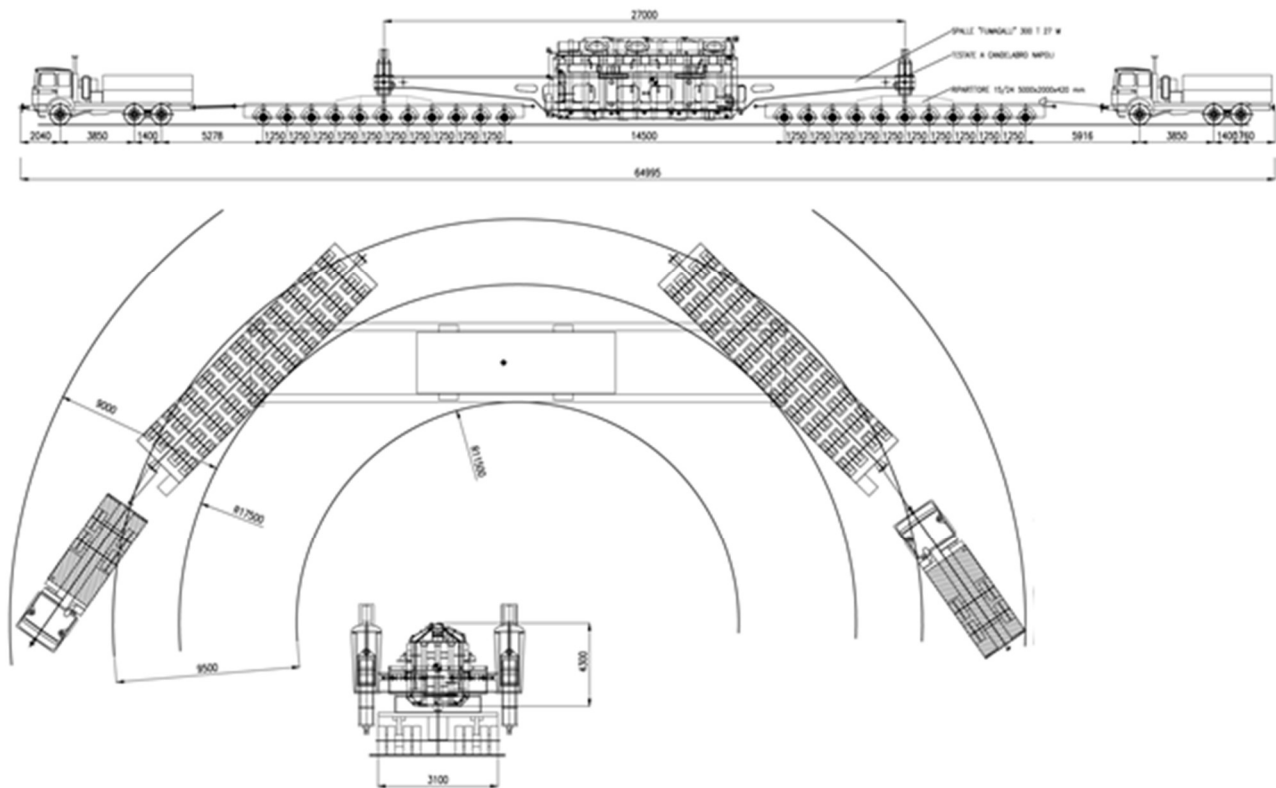 27000
SPALLE "FUMAGALLI" 300 T 27 M
TESTATE A CANDELABRO NAPOLI
RIPARTITORE 15/24 5000x2000x420 mm
2040 3850 1400 5278 1250 1250 1250 1250 1250 1250 1250 1250 1250 1250 14500 1250 1250 1250 1250 1250 1250 1250 1250 1250 1250 5916 3850 1400 760
64995
9000
R11500
R17500
9500
4300
3100